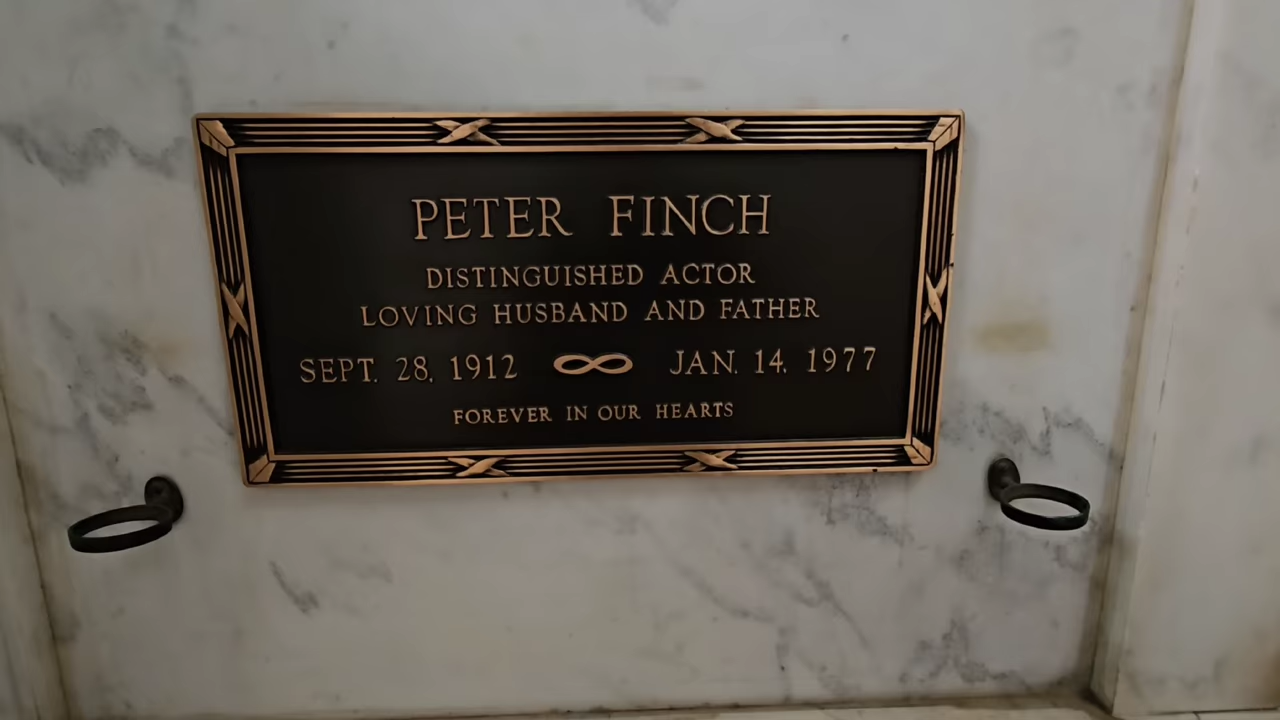 PETER FINCH
DISTINGUISHED ACTOR
LOVING HUSBAND AND FATHER
SEPT. 28, 1912 ∞ JAN. 14, 1977
FOREVER IN OUR HEARTS